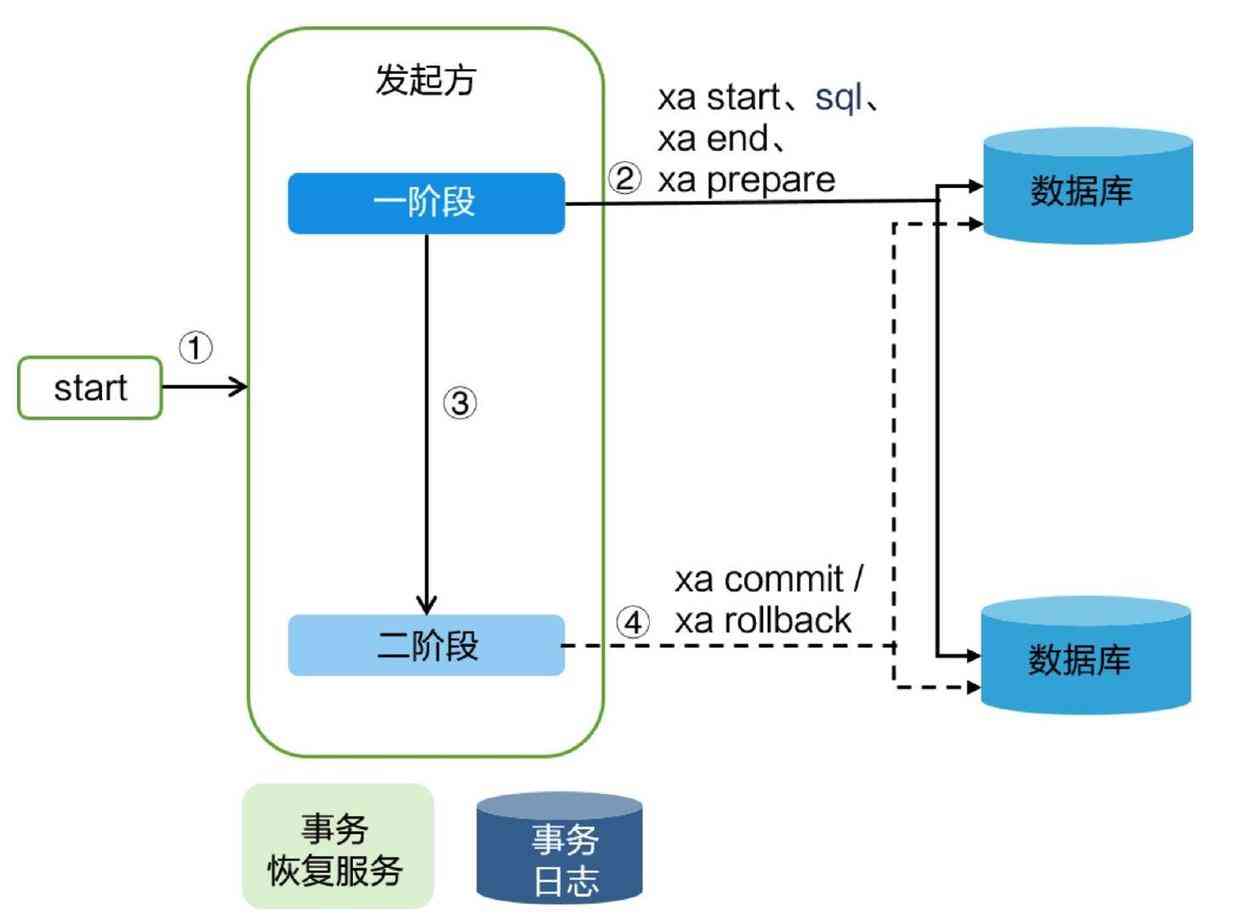 发起方
xa start、sql、
xa end、
② xa prepare
一阶段
数据库
①
start
③
xa commit /
④ xa rollback
二阶段
数据库
事务
恢复服务
事务
日志